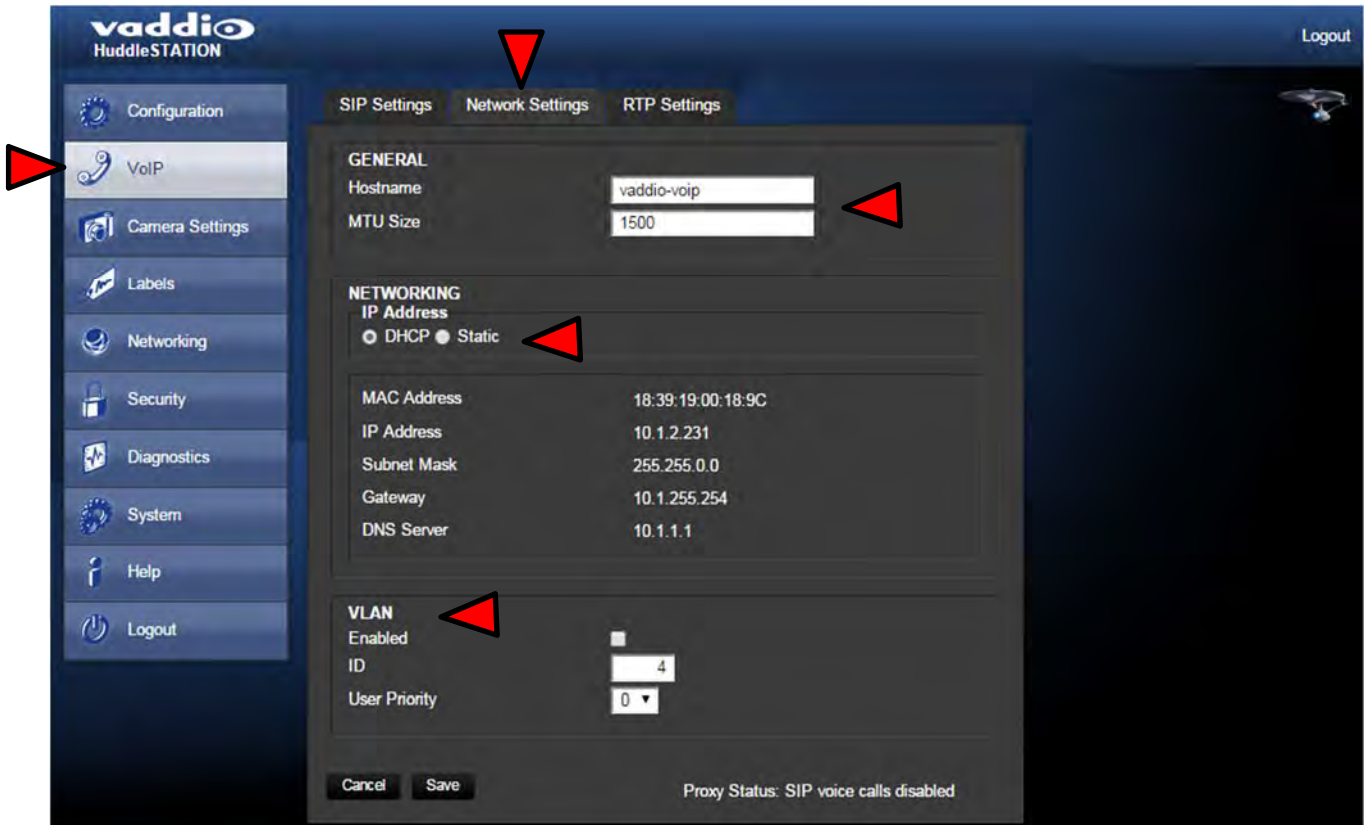 vaddio
HuddleSTATION
Logout
Configuration
VoIP
Camera Settings
Labels
Networking
Security
Diagnostics
System
Help
Logout
SIP Settings Network Settings RTP Settings
GENERAL
Hostname vaddio-voip
MTU Size 1500
NETWORKING
IP Address
DHCP Static
MAC Address 18:39:19:00:18:9C
IP Address 10.1.2.231
Subnet Mask 255.255.0.0
Gateway 10.1.255.254
DNS Server 10.1.1.1
VLAN
Enabled
ID 4
User Priority 0
Cancel Save Proxy Status: SIP voice calls disabled